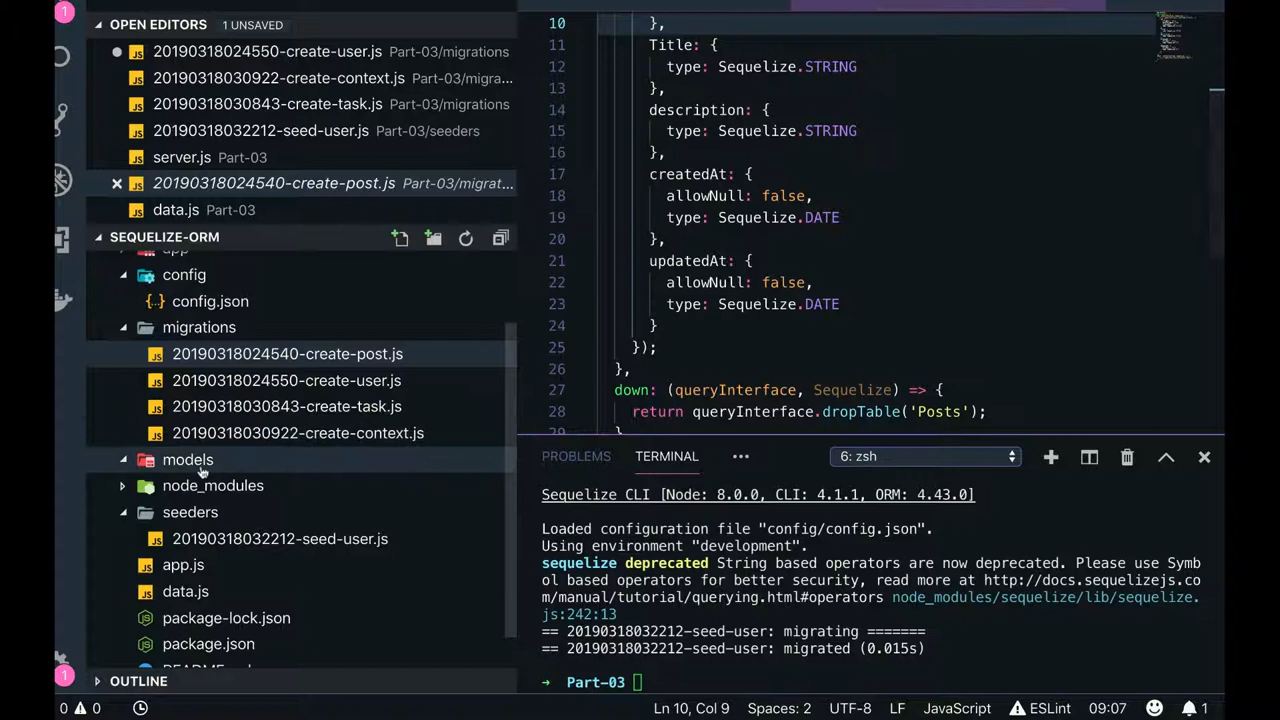 1
OPEN EDITORS 1 UNSAVED
20190318024550-create-user.js Part-03/migrations
20190318030922-create-context.js Part-03/migra...
20190318030843-create-task.js Part-03/migrations
20190318032212-seed-user.js Part-03/seeders
server.js Part-03
20190318024540-create-post.js Part-03/migrat...
data.js Part-03
SEQUELIZE-ORM
app
config
config.json
migrations
20190318024540-create-post.js
20190318024550-create-user.js
20190318030843-create-task.js
20190318030922-create-context.js
models
node_modules
seeders
20190318032212-seed-user.js
app.js
data.js
package-lock.json
package.json
1
OUTLINE
10 },
11 Title: {
12 type: Sequelize.STRING
13 },
14 description: {
15 type: Sequelize.STRING
16 },
17 createdAt: {
18 allowNull: false,
19 type: Sequelize.DATE
20 },
21 updatedAt: {
22 allowNull: false,
23 type: Sequelize.DATE
24 }
25 });
26 },
27 down: (queryInterface, Sequelize) => {
28 return queryInterface.dropTable('Posts');
29 }
PROBLEMS TERMINAL ••• 6: zsh
Sequelize CLI [Node: 8.0.0, CLI: 4.1.1, ORM: 4.43.0]
Loaded configuration file "config/config.json".
Using environment "development".
sequelize deprecated String based operators are now deprecated. Please use Symb
ol based operators for better security, read more at http://docs.sequelizejs.co
m/manual/tutorial/querying.html#operators node_modules/sequelize/lib/sequelize.
js:242:13
== 20190318032212-seed-user: migrating =======
== 20190318032212-seed-user: migrated (0.015s)
→ Part-03
0 0 Ln 10, Col 9 Spaces: 2 UTF-8 LF JavaScript ESLint 09:07 1